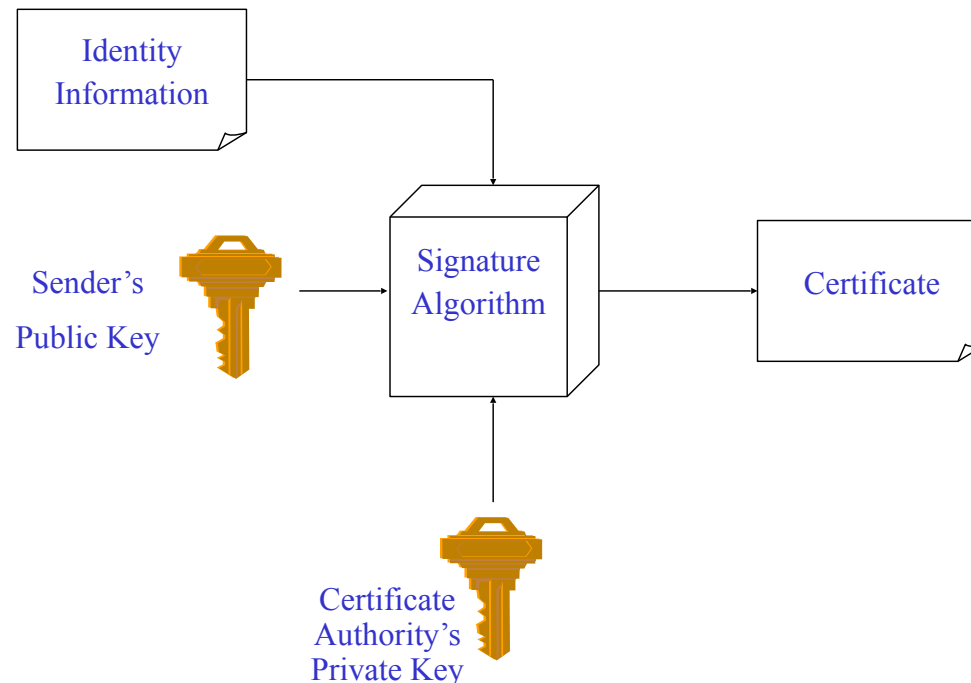 Identity
Information
Sender’s
Public Key
Signature
Algorithm
Certificate
Certificate
Authority’s
Private Key